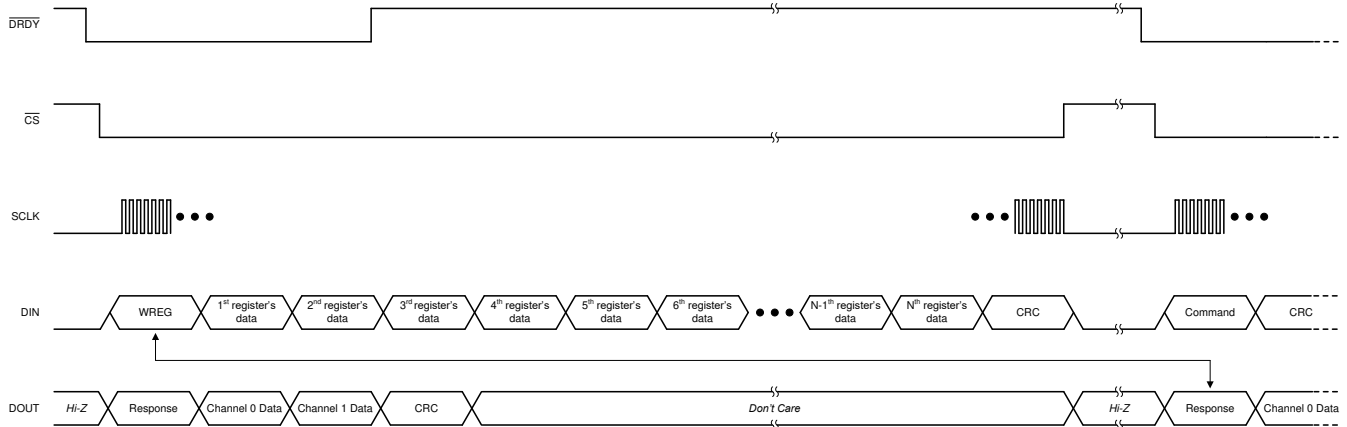 DRDY
CS
SCLK
DIN
WREG
1st register's
data
2nd register's
data
3rd register's
data
4th register's
data
5th register's
data
6th register's
data
N-1th register's
data
Nth register's
data
CRC
Command
CRC
DOUT
Hi-Z
Response
Channel 0 Data
Channel 1 Data
CRC
Don't Care
Hi-Z
Response
Channel 0 Data